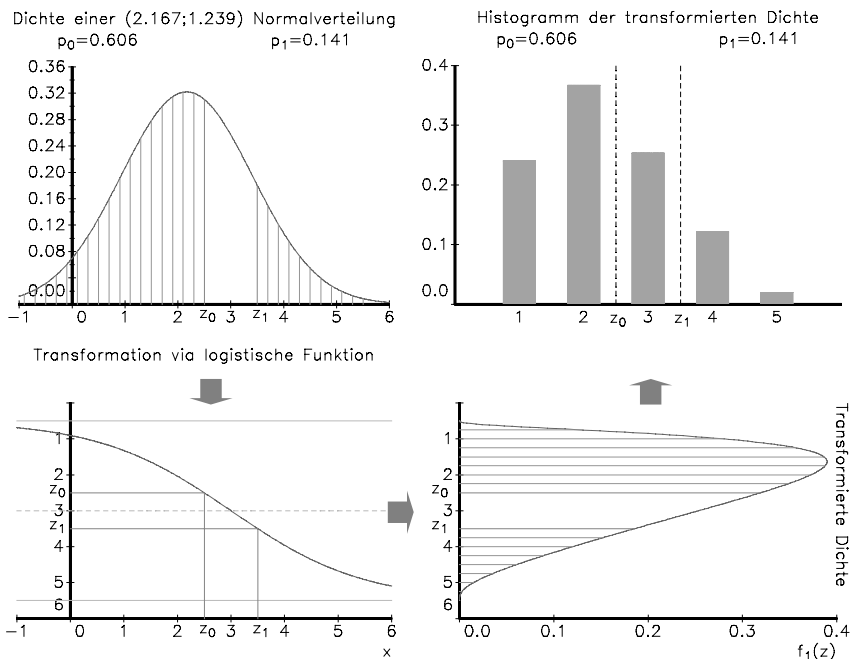 Dichte einer (2.167;1.239) Normalverteilung
p0=0.606 p1=0.141
0.36
0.32
0.28
0.24
0.20
0.16
0.12
0.08
0.00
−1 0 1 2 z0 3 z1 4 5 6
Histogramm der transformierten Dichte
p0=0.606 p1=0.141
0.4
0.3
0.2
0.1
0.0
1 2 z0 3 z1 4 5
Transformation via logistische Funktion
1
2
z0
3
z1
4
5
6
−1 0 1 2 z0 3 z1 4 5 6
x
1
2
z0
3
z1
4
5
6
0.0 0.1 0.2 0.3 0.4
f1(z)
Transformierte Dichte